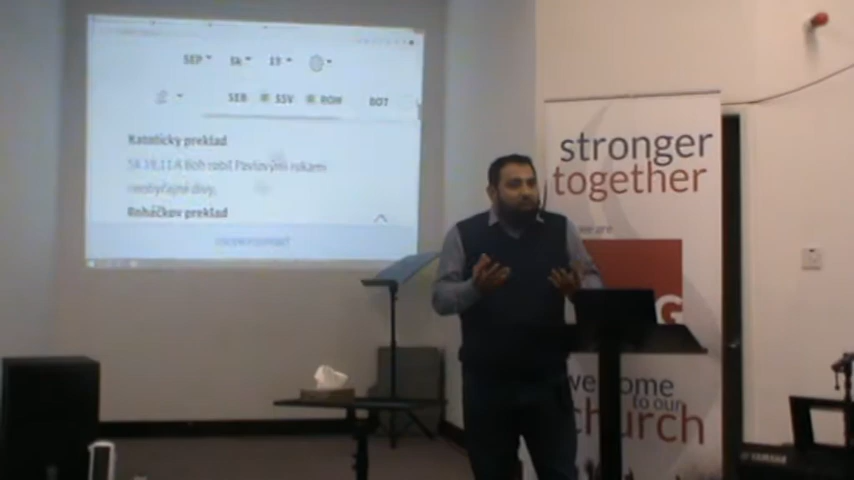 SEP Sk 19
SEB SSV ROH BOT
Katolícky preklad
Sk 19,11 A Boh robil Pavlovými rukami
neobyčajné divy,
Roháčkov preklad
stronger
together
we are
G
welcome
to our
church
YAMAHA